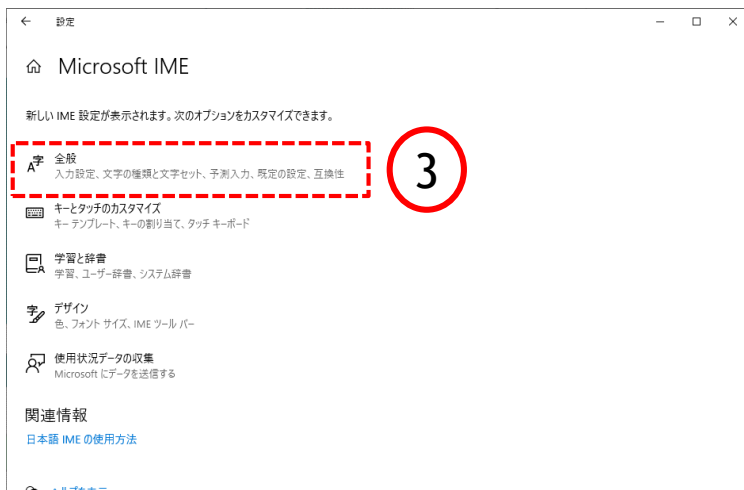 設定
Microsoft IME
新しい IME 設定が表示されます。次のオプションをカスタマイズできます。
全般
入力設定、文字の種類と文字セット、予測入力、既定の設定、互換性
3
キーとタッチのカスタマイズ
キー テンプレート、キーの割り当て、タッチ キーボード
学習と辞書
学習、ユーザー辞書、システム辞書
デザイン
色、フォント サイズ、IME ツール バー
使用状況データの収集
Microsoft にデータを送信する
関連情報
日本語 IME の使用方法